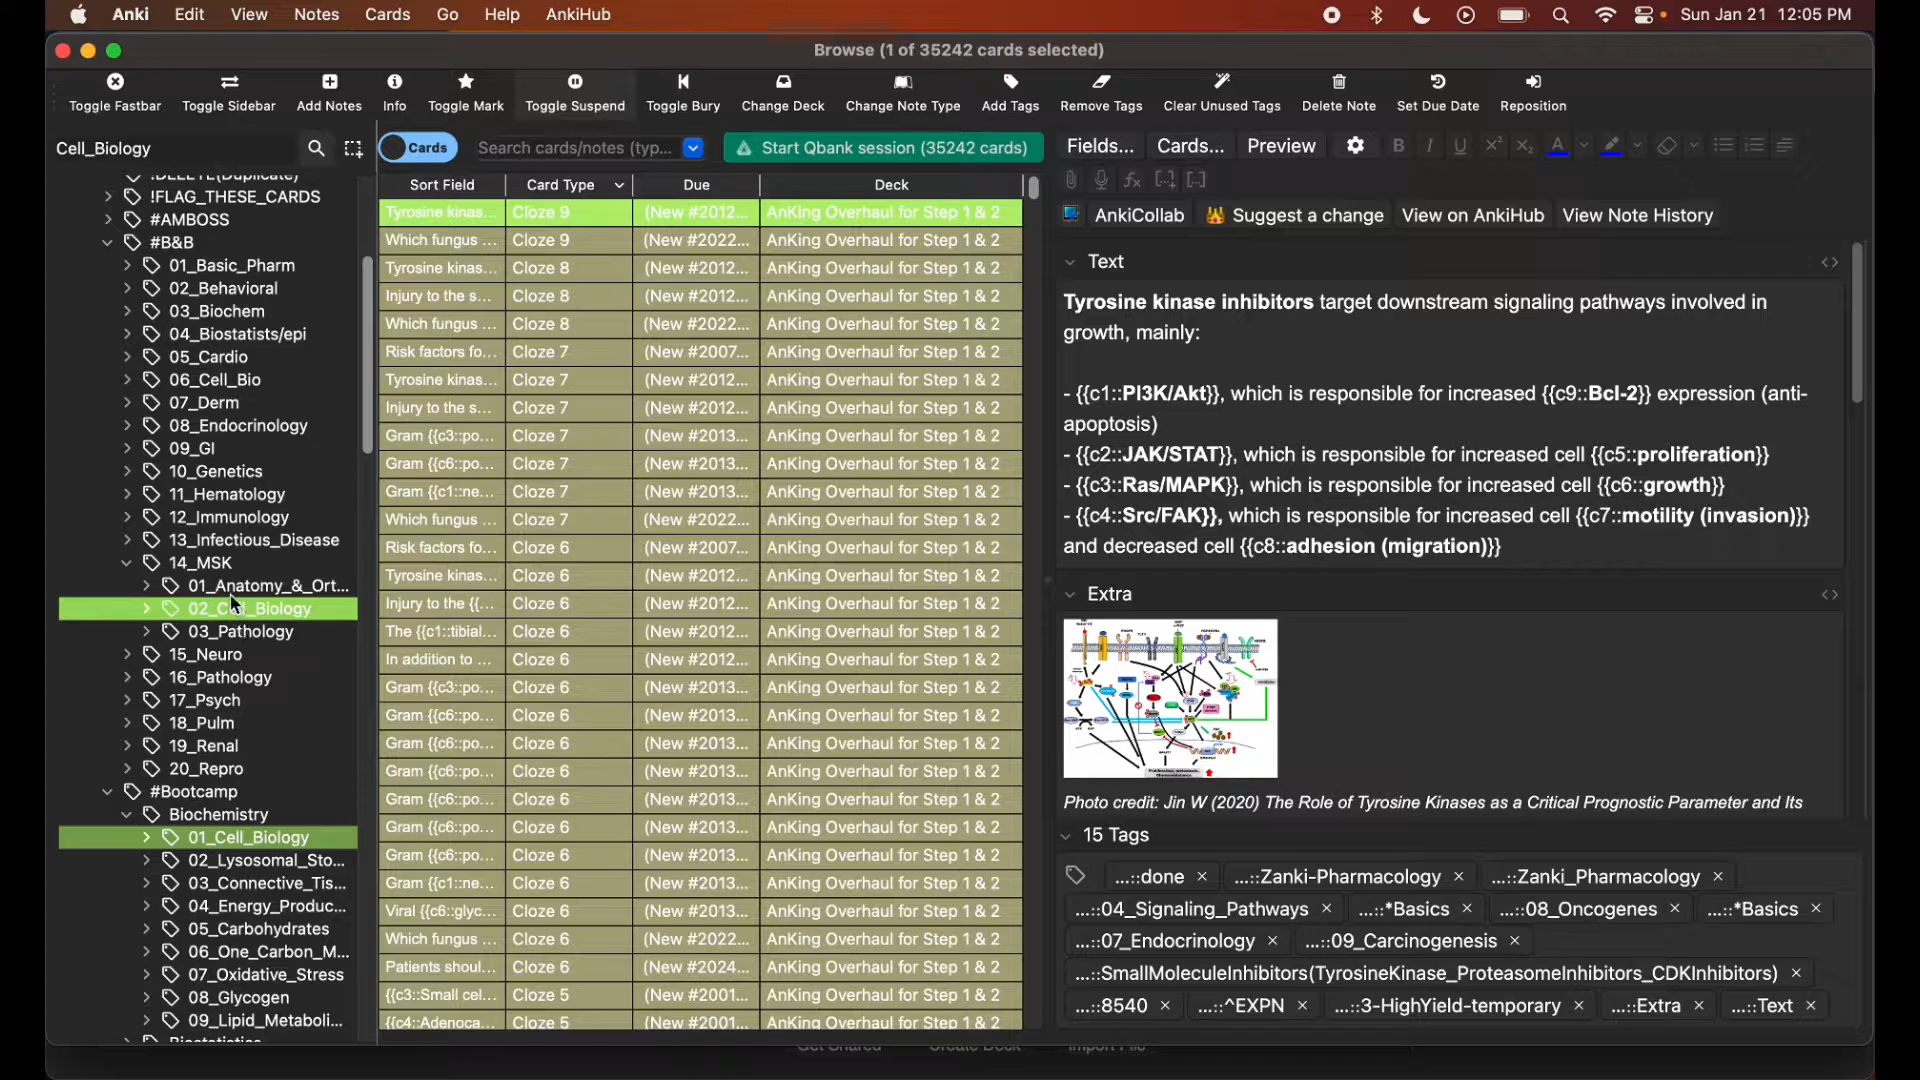 Anki Edit View Notes Cards Go Help AnkiHub Sun Jan 21 12:05 PM
Browse (1 of 35242 cards selected)
Toggle Fastbar Toggle Sidebar Add Notes Info Toggle Mark Toggle Suspend Toggle Bury Change Deck Change Note Type Add Tags Remove Tags Clear Unused Tags Delete Note Set Due Date Reposition
Cell_Biology
!DELETE(Duplicate)
!FLAG_THESE_CARDS
#AMBOSS
#B&B
01_Basic_Pharm
02_Behavioral
03_Biochem
04_Biostatists/epi
05_Cardio
06_Cell_Bio
07_Derm
08_Endocrinology
09_GI
10_Genetics
11_Hematology
12_Immunology
13_Infectious_Disease
14_MSK
01_Anatomy_&_Ort...
02_Cell_Biology
03_Pathology
15_Neuro
16_Pathology
17_Psych
18_Pulm
19_Renal
20_Repro
#Bootcamp
Biochemistry
01_Cell_Biology
02_Lysosomal_Sto...
03_Connective_Tis...
04_Energy_Produc...
05_Carbohydrates
06_One_Carbon_M...
07_Oxidative_Stress
08_Glycogen
09_Lipid_Metaboli...
Biostatistics
Cards Search cards/notes (typ... Start Qbank session (35242 cards)
Sort Field Card Type Due Deck
Tyrosine kinas... Cloze 9 (New #2012... AnKing Overhaul for Step 1 & 2
Which fungus ... Cloze 9 (New #2022... AnKing Overhaul for Step 1 & 2
Tyrosine kinas... Cloze 8 (New #2012... AnKing Overhaul for Step 1 & 2
Injury to the s... Cloze 8 (New #2012... AnKing Overhaul for Step 1 & 2
Which fungus ... Cloze 8 (New #2022... AnKing Overhaul for Step 1 & 2
Risk factors fo... Cloze 7 (New #2007... AnKing Overhaul for Step 1 & 2
Tyrosine kinas... Cloze 7 (New #2012... AnKing Overhaul for Step 1 & 2
Injury to the s... Cloze 7 (New #2012... AnKing Overhaul for Step 1 & 2
Gram {{c3::po... Cloze 7 (New #2013... AnKing Overhaul for Step 1 & 2
Gram {{c6::po... Cloze 7 (New #2013... AnKing Overhaul for Step 1 & 2
Gram {{c1::ne... Cloze 7 (New #2013... AnKing Overhaul for Step 1 & 2
Which fungus ... Cloze 7 (New #2022... AnKing Overhaul for Step 1 & 2
Risk factors fo... Cloze 6 (New #2007... AnKing Overhaul for Step 1 & 2
Tyrosine kinas... Cloze 6 (New #2012... AnKing Overhaul for Step 1 & 2
Injury to the {{... Cloze 6 (New #2012... AnKing Overhaul for Step 1 & 2
The {{c1::tibial... Cloze 6 (New #2012... AnKing Overhaul for Step 1 & 2
In addition to ... Cloze 6 (New #2012... AnKing Overhaul for Step 1 & 2
Gram {{c3::po... Cloze 6 (New #2013... AnKing Overhaul for Step 1 & 2
Gram {{c6::po... Cloze 6 (New #2013... AnKing Overhaul for Step 1 & 2
Gram {{c6::po... Cloze 6 (New #2013... AnKing Overhaul for Step 1 & 2
Gram {{c6::po... Cloze 6 (New #2013... AnKing Overhaul for Step 1 & 2
Gram {{c6::po... Cloze 6 (New #2013... AnKing Overhaul for Step 1 & 2
Gram {{c6::po... Cloze 6 (New #2013... AnKing Overhaul for Step 1 & 2
Gram {{c6::po... Cloze 6 (New #2013... AnKing Overhaul for Step 1 & 2
Gram {{c1::ne... Cloze 6 (New #2013... AnKing Overhaul for Step 1 & 2
Viral {{c6::glyc... Cloze 6 (New #2013... AnKing Overhaul for Step 1 & 2
Which fungus ... Cloze 6 (New #2022... AnKing Overhaul for Step 1 & 2
Patients shoul... Cloze 6 (New #2024... AnKing Overhaul for Step 1 & 2
{{c3::Small cel... Cloze 5 (New #2001... AnKing Overhaul for Step 1 & 2
{{c4::Adenoca... Cloze 5 (New #2001... AnKing Overhaul for Step 1 & 2
Fields... Cards... Preview
AnkiCollab Suggest a change View on AnkiHub View Note History
Text
Tyrosine kinase inhibitors target downstream signaling pathways involved in
growth, mainly:
- {{c1::PI3K/Akt}}, which is responsible for increased {{c9::Bcl-2}} expression (anti-
apoptosis)
- {{c2::JAK/STAT}}, which is responsible for increased cell {{c5::proliferation}}
- {{c3::Ras/MAPK}}, which is responsible for increased cell {{c6::growth}}
- {{c4::Src/FAK}}, which is responsible for increased cell {{c7::motility (invasion)}}
and decreased cell {{c8::adhesion (migration)}}
Extra
Photo credit: Jin W (2020) The Role of Tyrosine Kinases as a Critical Prognostic Parameter and Its
15 Tags
...::done × ...::Zanki-Pharmacology × ...::Zanki_Pharmacology ×
...::04_Signaling_Pathways × ...::*Basics × ...::08_Oncogenes × ...::*Basics ×
...::07_Endocrinology × ...::09_Carcinogenesis ×
...::SmallMoleculeInhibitors(TyrosineKinase_ProteasomeInhibitors_CDKInhibitors) ×
...::8540 × ...::^EXPN × ...::3-HighYield-temporary × ...::Extra × ...::Text ×
Get Shared Create Deck Import File